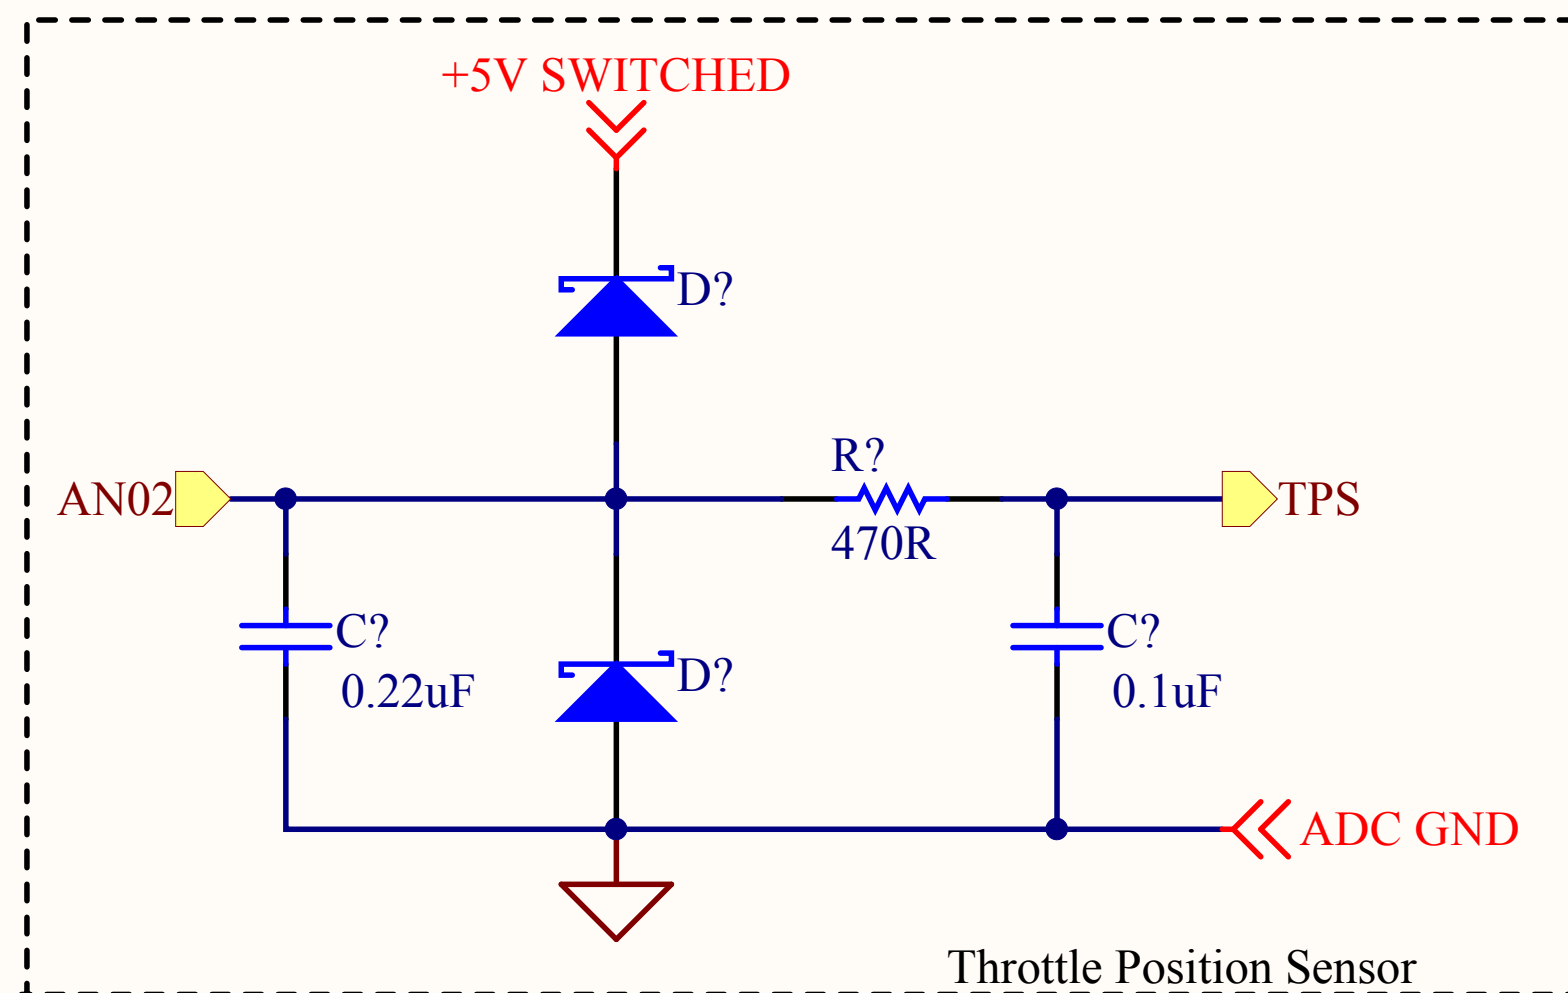 +5V SWITCHED
D?
R?
AN02
TPS
470R
C?
0.22uF
D?
C?
0.1uF
ADC GND
Throttle Position Sensor